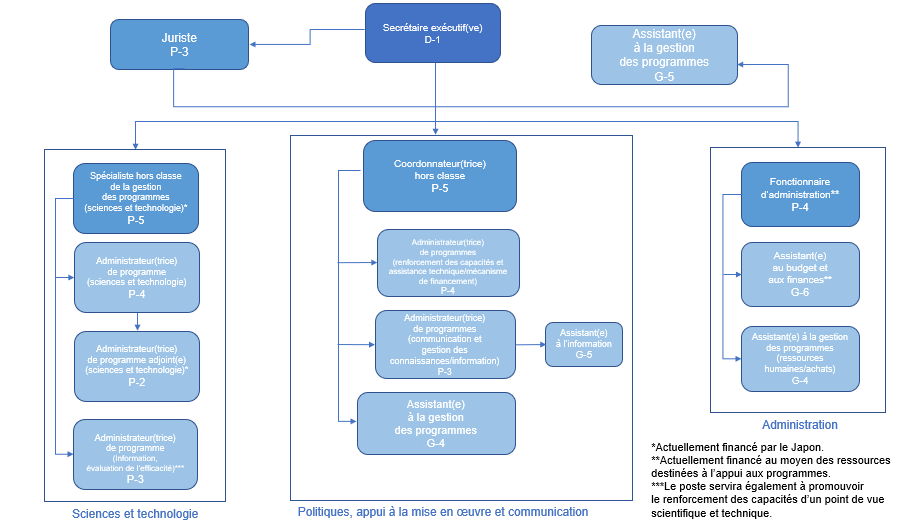 Secrétaire exécutif(ve)
D-1
Juriste
P-3
Assistant(e)
à la gestion
des programmes
G-5
Spécialiste hors classe
de la gestion
des programmes
(sciences et technologie)*
P-5
Administrateur(trice)
de programme
(sciences et technologie)
P-4
Administrateur(trice)
de programme adjoint(e)
(sciences et technologie)*
P-2
Administrateur(trice)
de programme
(Information,
évaluation de l'efficacité)***
P-3
Sciences et technologie
Coordonnateur(trice)
hors classe
P-5
Administrateur(trice)
de programmes
(renforcement des capacités et
assistance technique/mécanisme
de financement)
P-4
Administrateur(trice)
de programmes
(communication et
gestion des
connaissances/information)
P-3
Assistant(e)
à l'information
G-5
Assistant(e)
à la gestion
des programmes
G-4
Politiques, appui à la mise en œuvre et communication
Fonctionnaire
d'administration**
P-4
Assistant(e)
au budget et
aux finances**
G-6
Assistant(e) à la gestion
des programmes
(ressources
humaines/achats)
G-4
Administration
*Actuellement financé par le Japon.
**Actuellement financé au moyen des ressources
destinées à l'appui aux programmes.
***Le poste servira également à promouvoir
le renforcement des capacités d'un point de vue
scientifique et technique.